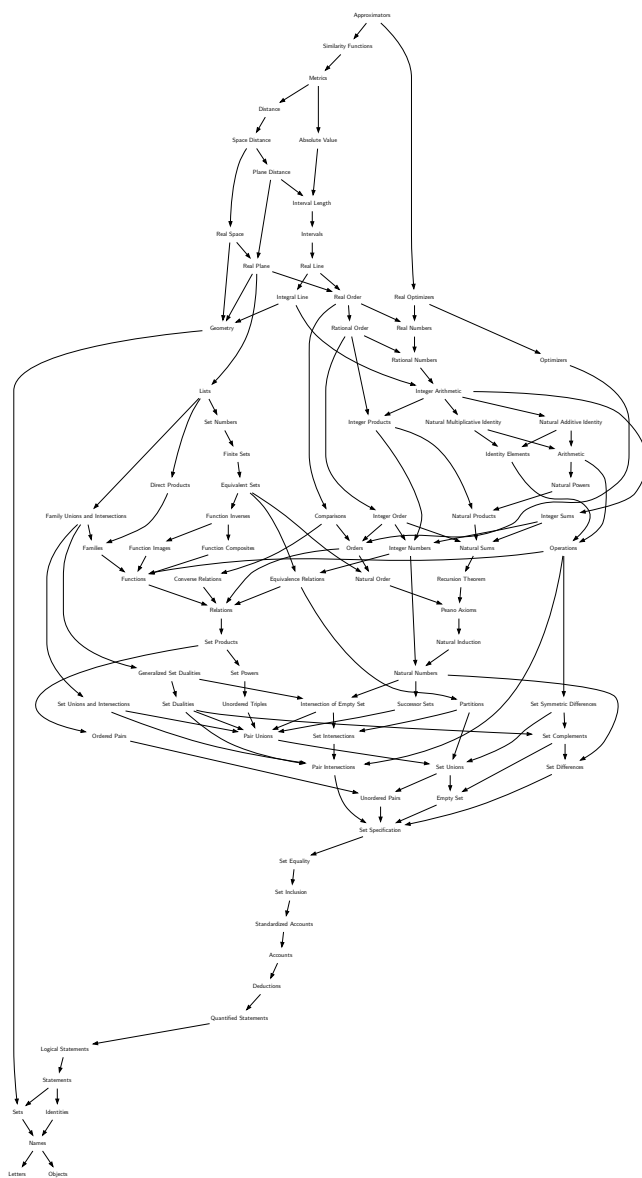 Approximators
Similarity Functions
Metrics
Distance
Space Distance
Absolute Value
Plane Distance
Interval Length
Real Space
Intervals
Real Plane
Real Line
Integral Line
Real Order
Real Optimizers
Geometry
Rational Order
Real Numbers
Rational Numbers
Optimizers
Lists
Integer Arithmetic
Set Numbers
Integer Products
Natural Multiplicative Identity
Natural Additive Identity
Finite Sets
Identity Elements
Arithmetic
Direct Products
Equivalent Sets
Natural Powers
Family Unions and Intersections
Function Inverses
Comparisons
Integer Order
Natural Products
Integer Sums
Families
Function Images
Function Composites
Orders
Integer Numbers
Natural Sums
Operations
Functions
Converse Relations
Equivalence Relations
Natural Order
Recursion Theorem
Relations
Peano Axioms
Set Products
Natural Induction
Generalized Set Dualities
Set Powers
Natural Numbers
Set Unions and Intersections
Set Dualities
Unordered Triples
Intersection of Empty Set
Successor Sets
Partitions
Set Symmetric Differences
Ordered Pairs
Pair Unions
Set Intersections
Set Complements
Pair Intersections
Set Unions
Set Differences
Unordered Pairs
Empty Set
Set Specification
Set Equality
Set Inclusion
Standardized Accounts
Accounts
Deductions
Quantified Statements
Logical Statements
Statements
Sets
Identities
Names
Letters
Objects